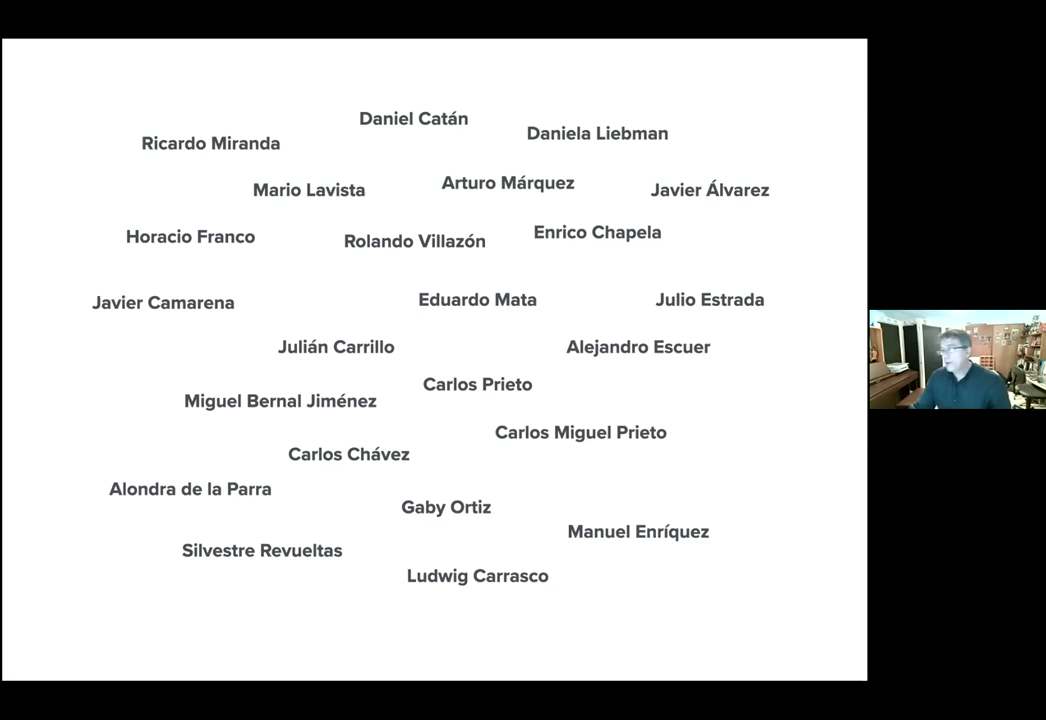 Daniel Catán
Daniela Liebman
Ricardo Miranda
Arturo Márquez
Mario Lavista
Javier Álvarez
Enrico Chapela
Horacio Franco
Rolando Villazón
Eduardo Mata
Julio Estrada
Javier Camarena
Julián Carrillo
Alejandro Escuer
Carlos Prieto
Miguel Bernal Jiménez
Carlos Miguel Prieto
Carlos Chávez
Alondra de la Parra
Gaby Ortiz
Manuel Enríquez
Silvestre Revueltas
Ludwig Carrasco